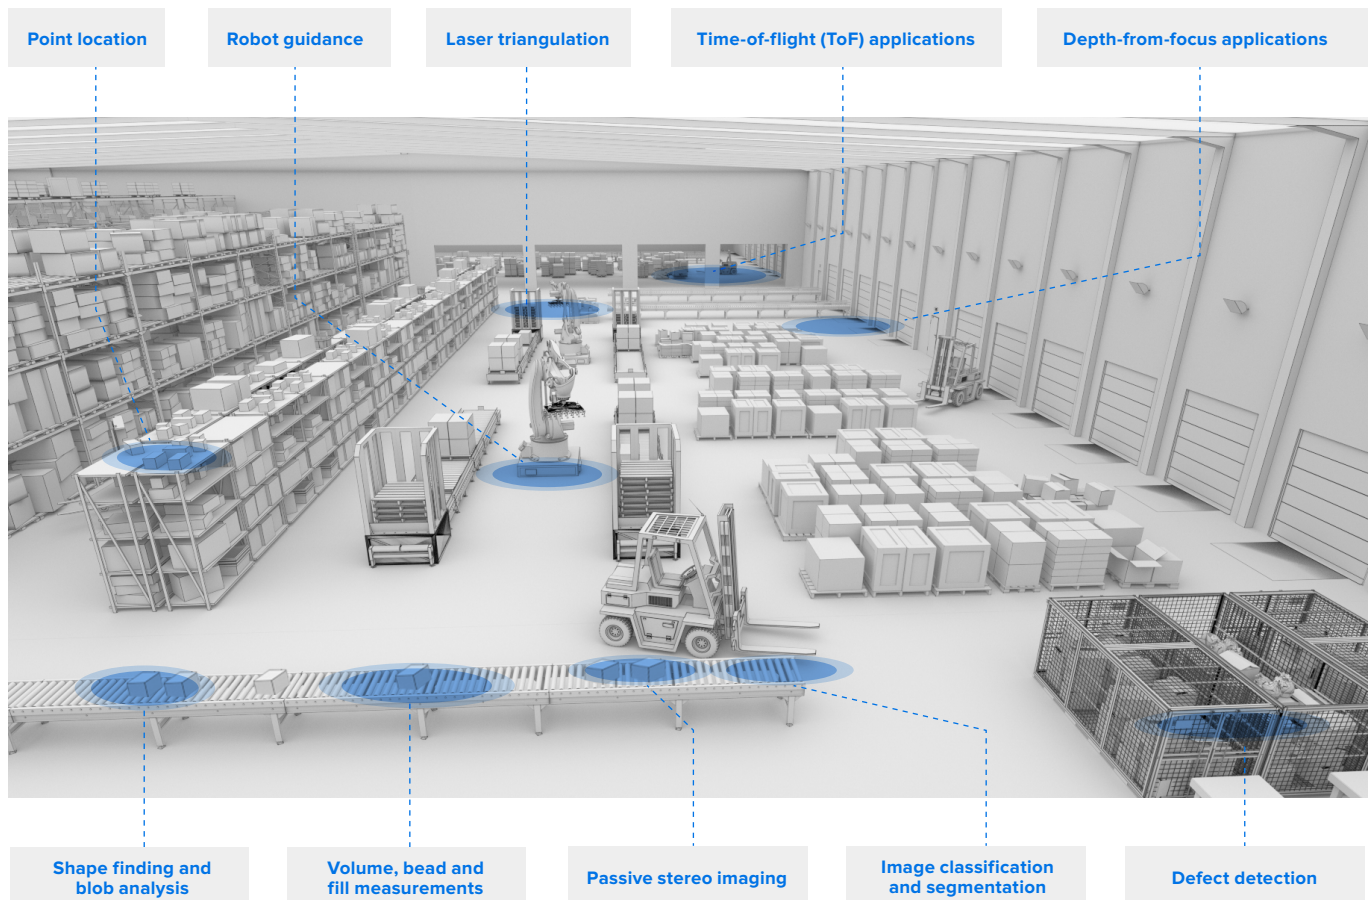 Point location
Robot guidance
Laser triangulation
Time-of-flight (ToF) applications
Depth-from-focus applications
Shape finding and
blob analysis
Volume, bead and
fill measurements
Passive stereo imaging
Image classification
and segmentation
Defect detection